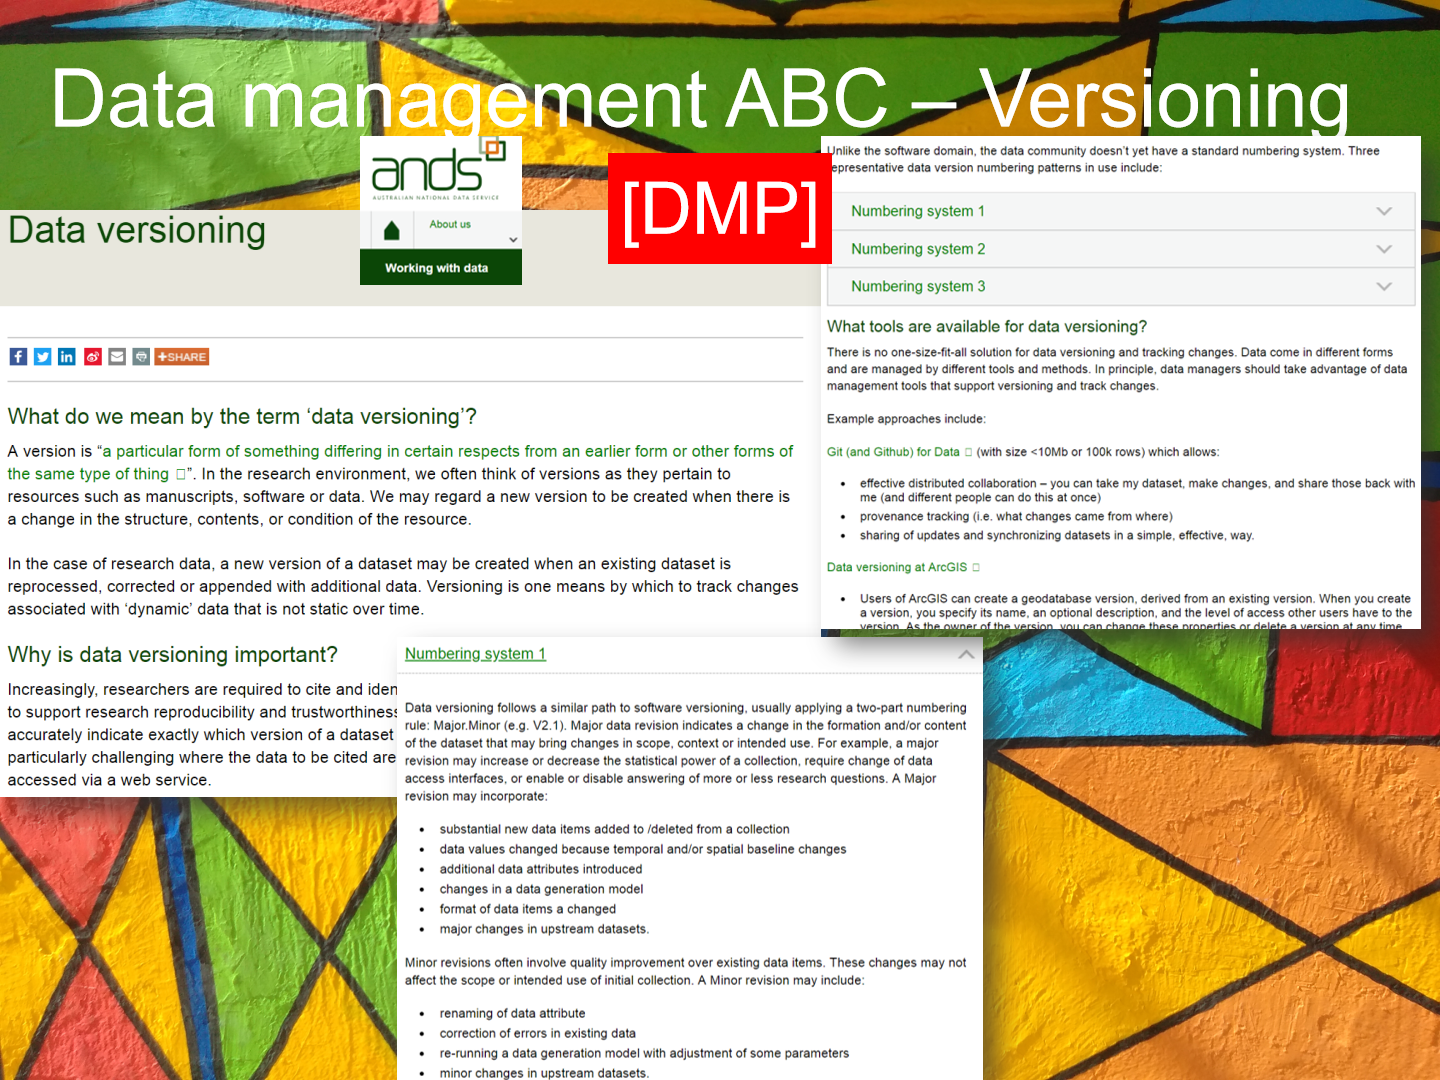 Data management ABC – Versioning
ands
AUSTRALIAN NATIONAL DATA SERVICE
About us
Working with data
[DMP]
Data versioning
+SHARE
What do we mean by the term ‘data versioning’?
A version is “a particular form of something differing in certain respects from an earlier form or other forms of
the same type of thing ”. In the research environment, we often think of versions as they pertain to
resources such as manuscripts, software or data. We may regard a new version to be created when there is
a change in the structure, contents, or condition of the resource.
In the case of research data, a new version of a dataset may be created when an existing dataset is
reprocessed, corrected or appended with additional data. Versioning is one means by which to track changes
associated with ‘dynamic’ data that is not static over time.
Why is data versioning important?
Increasingly, researchers are required to cite and iden
to support research reproducibility and trustworthiness
accurately indicate exactly which version of a dataset
particularly challenging where the data to be cited are
accessed via a web service.
Unlike the software domain, the data community doesn’t yet have a standard numbering system. Three
epresentative data version numbering patterns in use include:
Numbering system 1
Numbering system 2
Numbering system 3
What tools are available for data versioning?
There is no one-size-fit-all solution for data versioning and tracking changes. Data come in different forms
and are managed by different tools and methods. In principle, data managers should take advantage of data
management tools that support versioning and track changes.
Example approaches include:
Git (and Github) for Data (with size <10Mb or 100k rows) which allows:
• effective distributed collaboration – you can take my dataset, make changes, and share those back with
me (and different people can do this at once)
• provenance tracking (i.e. what changes came from where)
• sharing of updates and synchronizing datasets in a simple, effective, way.
Data versioning at ArcGIS
• Users of ArcGIS can create a geodatabase version, derived from an existing version. When you create
a version, you specify its name, an optional description, and the level of access other users have to the
version. As the owner of the version, you can change these properties or delete a version at any time
Numbering system 1
Data versioning follows a similar path to software versioning, usually applying a two-part numbering
rule: Major.Minor (e.g. V2.1). Major data revision indicates a change in the formation and/or content
of the dataset that may bring changes in scope, context or intended use. For example, a major
revision may increase or decrease the statistical power of a collection, require change of data
access interfaces, or enable or disable answering of more or less research questions. A Major
revision may incorporate:
• substantial new data items added to /deleted from a collection
• data values changed because temporal and/or spatial baseline changes
• additional data attributes introduced
• changes in a data generation model
• format of data items a changed
• major changes in upstream datasets.
Minor revisions often involve quality improvement over existing data items. These changes may not
affect the scope or intended use of initial collection. A Minor revision may include:
• renaming of data attribute
• correction of errors in existing data
• re-running a data generation model with adjustment of some parameters
• minor changes in upstream datasets.